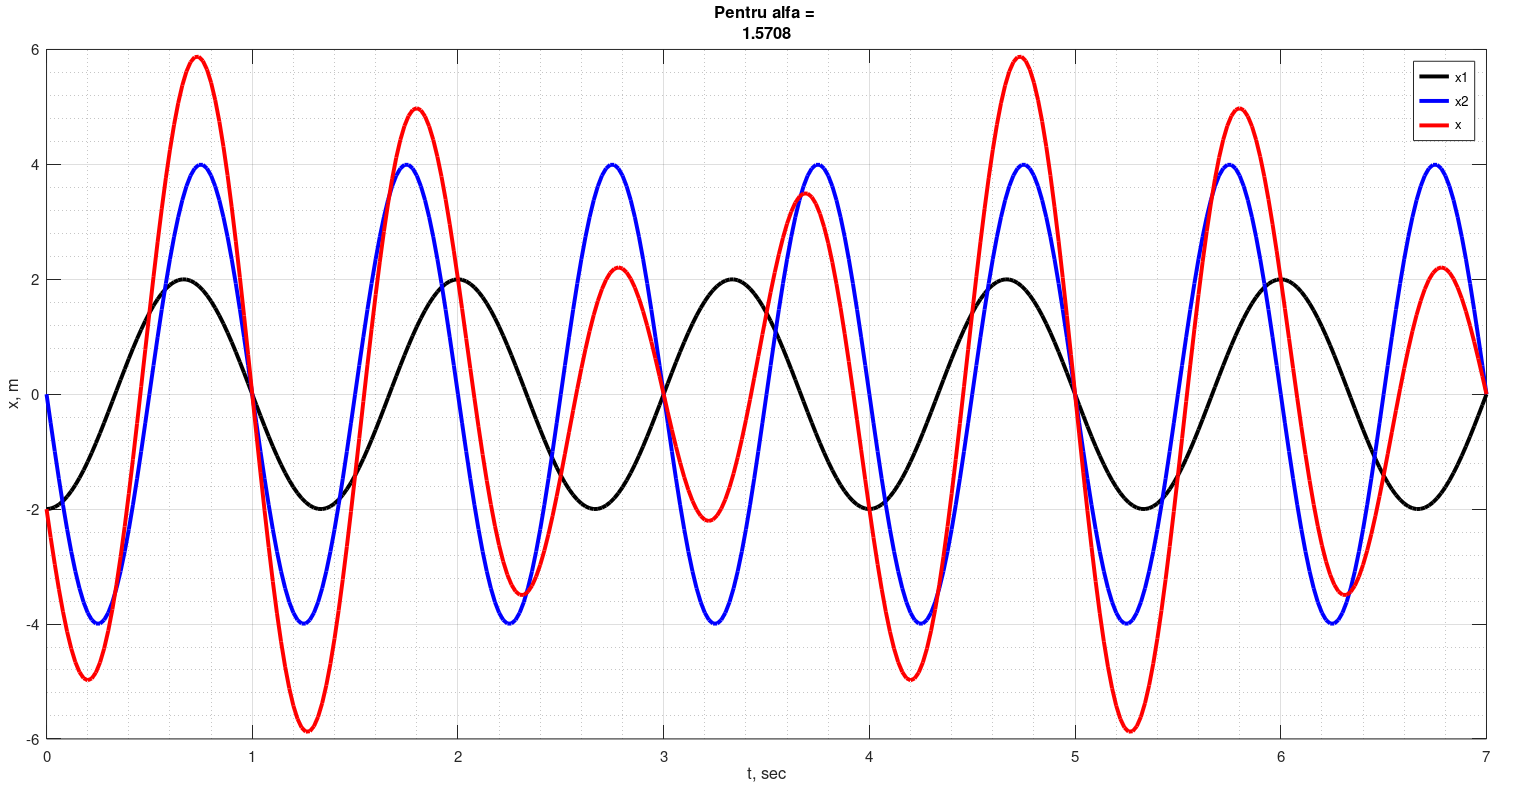 Pentru alfa =
1.5708
6
4
2
0
-2
-4
-6
x, m
x1
x2
x
0 1 2 3 4 5 6 7
t, sec